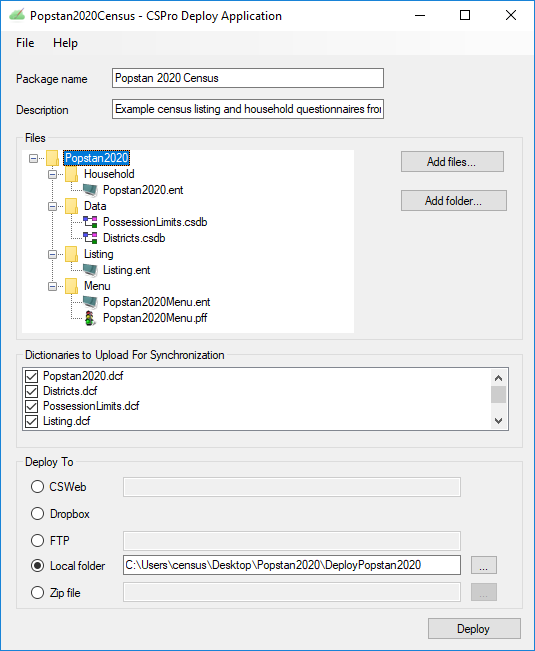 Popstan2020Census - CSPro Deploy Application
File Help
Package name Popstan 2020 Census
Description Example census listing and household questionnaires fro
Files
Popstan2020
Household
Popstan2020.ent
Data
PossessionLimits.csdb
Districts.csdb
Listing
Listing.ent
Menu
Popstan2020Menu.ent
Popstan2020Menu.pff
Add files...
Add folder...
Dictionaries to Upload For Synchronization
Popstan2020.dcf
Districts.dcf
PossessionLimits.dcf
Listing.dcf
Deploy To
CSWeb
Dropbox
FTP
Local folder C:\Users\census\Desktop\Popstan2020\DeployPopstan2020 ...
Zip file ...
Deploy